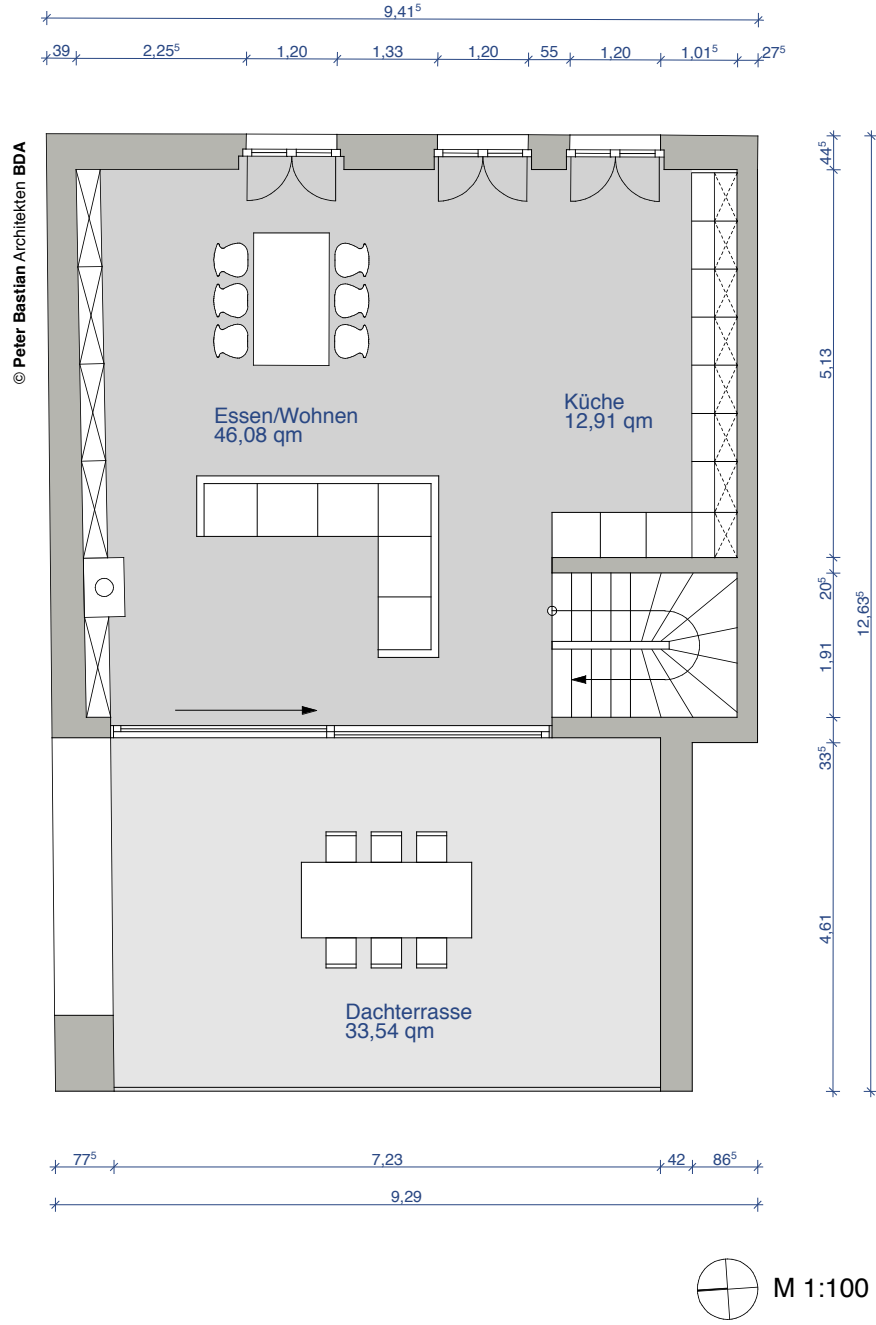 9,41⁵
39 2,25⁵ 1,20 1,33 1,20 55 1,20 1,01⁵ 27⁵
© Peter Bastian Architekten BDA
44⁵
5,13
20⁵
1,91
33⁵
4,61
12,63⁵
Essen/Wohnen
46,08 qm
Küche
12,91 qm
Dachterrasse
33,54 qm
77⁵ 7,23 42 86⁵
9,29
M 1:100